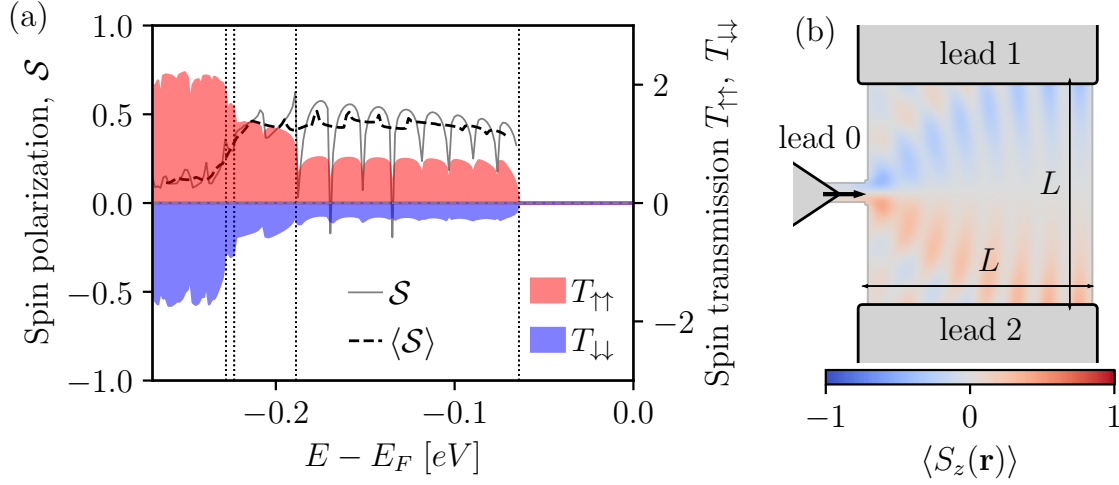 (a)
1.0
0.5
0.0
−0.5
−1.0
Spin polarization, 𝒮
−0.2
−0.1
0.0
E − E_F [eV]
2
0
−2
Spin transmission T↑↑, T↓↓
𝒮
⟨𝒮⟩
T↑↑
T↓↓
(b)
lead 1
lead 0
L
L
lead 2
−1
0
1
⟨S_z(r)⟩